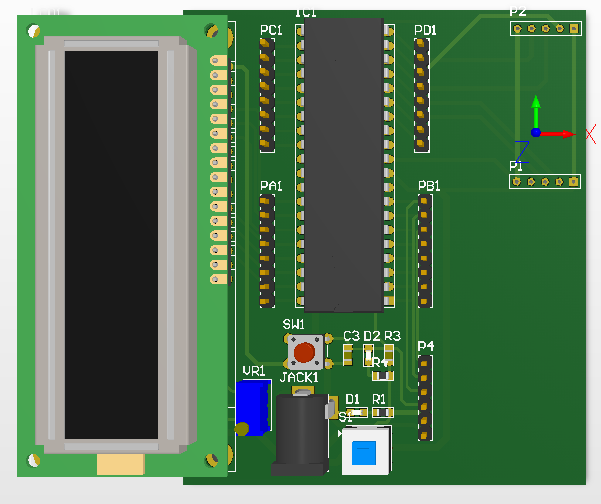 IC1
P2
PC1
PD1
X
Z
P1
PA1
PB1
SW1
C3 D2 R3
R4
P4
VR1
JACK1
D1 R1
S1